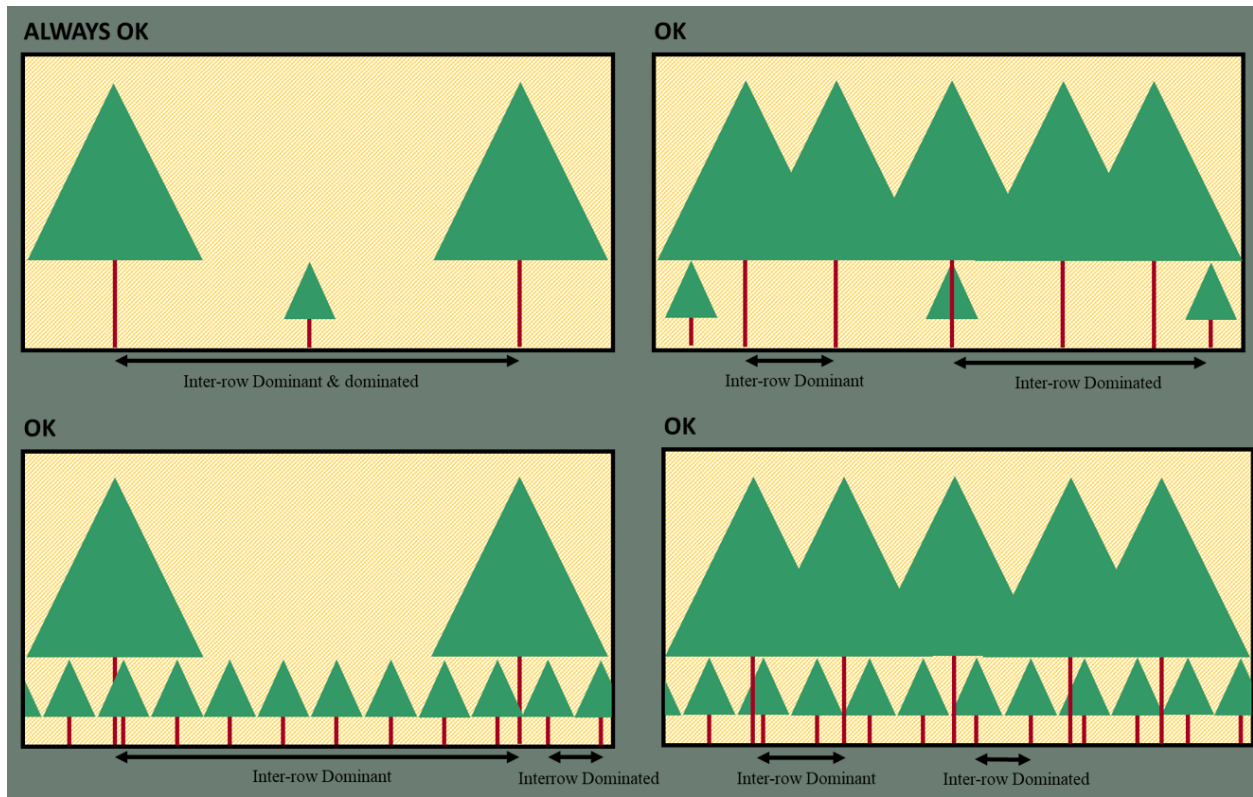 ALWAYS OK
OK
Inter-row Dominant & dominated
Inter-row Dominant
Inter-row Dominated
OK
OK
Inter-row Dominant
Interrow Dominated
Inter-row Dominant
Inter-row Dominated